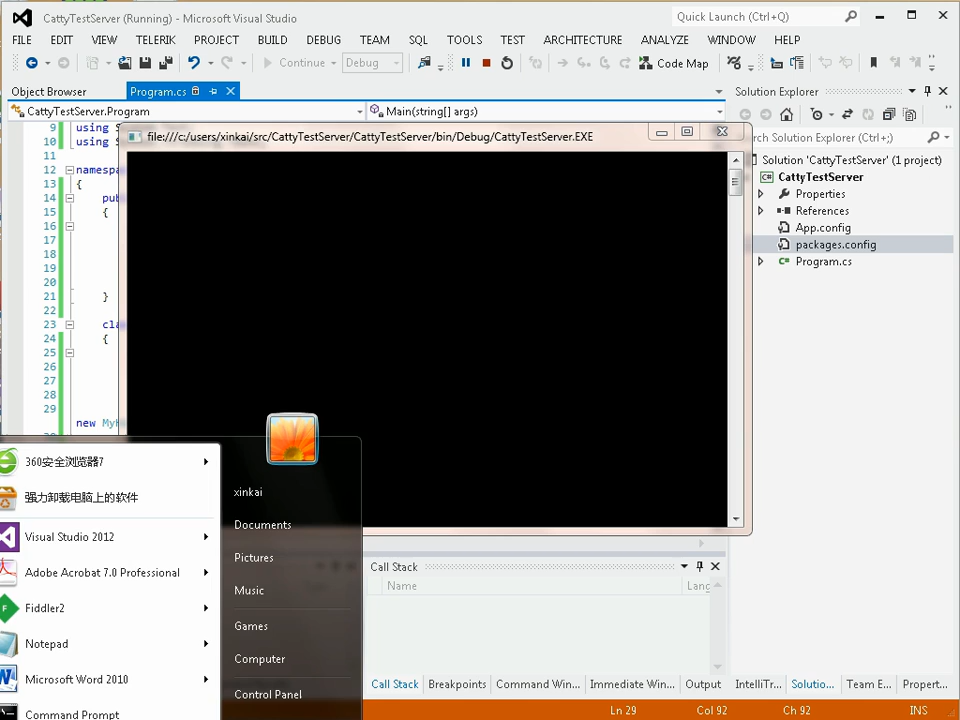 CattyTestServer (Running) - Microsoft Visual Studio
Quick Launch (Ctrl+Q)
FILE EDIT VIEW TELERIK PROJECT BUILD DEBUG TEAM SQL TOOLS TEST ARCHITECTURE ANALYZE WINDOW HELP
Continue Debug Code Map
Object Browser Program.cs Solution Explorer
CattyTestServer.Program Main(string[] args)
file:///c:/users/xinkai/src/CattyTestServer/CattyTestServer/bin/Debug/CattyTestServer.EXE
rch Solution Explorer (Ctrl+;)
Solution 'CattyTestServer' (1 project)
CattyTestServer
Properties
References
App.config
packages.config
Program.cs
9 using
10 using
11
12 namespa
13 {
14 pub
15 {
16
17
18
19
20
21 }
22
23 cla
24 {
25
26
27
28
29
new MyH
360安全浏览器7
强力卸载电脑上的软件
Visual Studio 2012
Adobe Acrobat 7.0 Professional
Fiddler2
Notepad
Microsoft Word 2010
Command Prompt
xinkai
Documents
Pictures
Music
Games
Computer
Control Panel
Call Stack
Name Lang
Call Stack Breakpoints Command Win... Immediate Win... Output IntelliTr... Solutio... Team E... Propert...
Ln 29 Col 92 Ch 92 INS